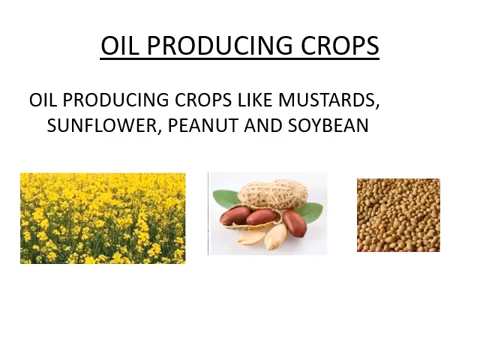 OIL PRODUCING CROPS
OIL PRODUCING CROPS LIKE MUSTARDS,
SUNFLOWER, PEANUT AND SOYBEAN